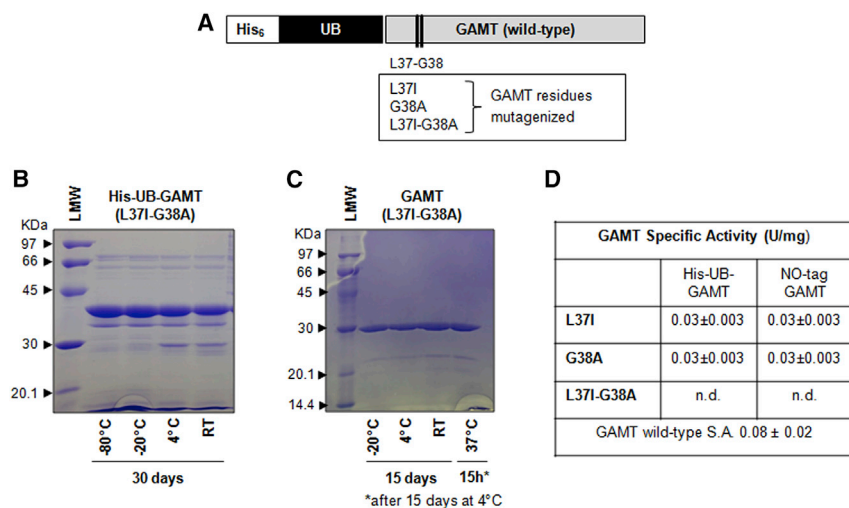 A
His6 UB GAMT (wild-type)
L37-G38
L37I
G38A
L37I-G38A
GAMT residues
mutagenized
B
LMW
His-UB-GAMT
(L37I-G38A)
KDa
97
66
45
30
20.1
-80°C
-20°C
4°C
RT
30 days
C
LMW
GAMT
(L37I-G38A)
KDa
97
66
45
30
20.1
14.4
-20°C
4°C
RT
37°C
15 days 15h*
*after 15 days at 4°C
D
GAMT Specific Activity (U/mg)
His-UB-
GAMT
NO-tag
GAMT
L37I 0.03±0.003 0.03±0.003
G38A 0.03±0.003 0.03±0.003
L37I-G38A n.d. n.d.
GAMT wild-type S.A. 0.08 ± 0.02